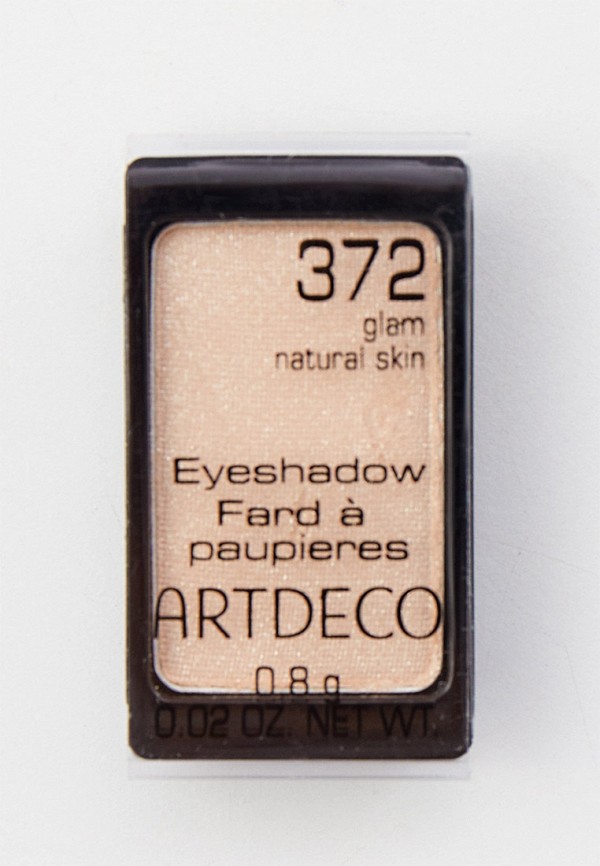 372
glam
natural skin
Eyeshadow
Fard à
paupieres
ARTDECO
0,8 g
0.02 OZ. NET WT.